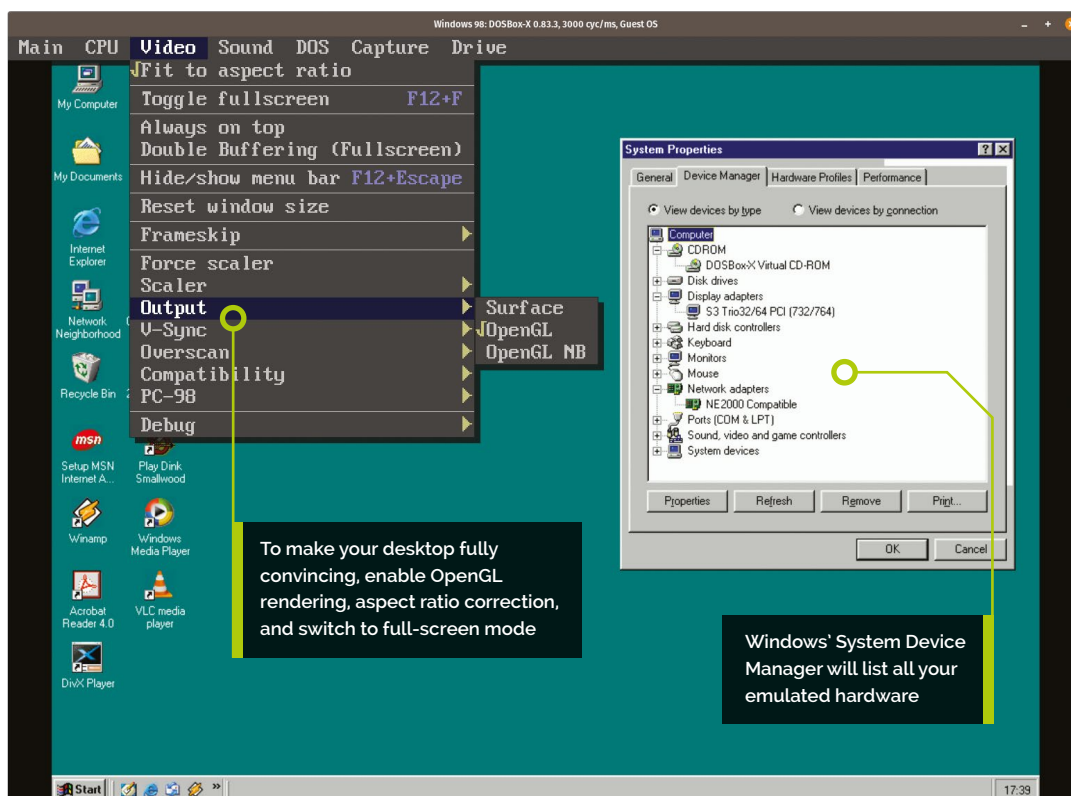 Windows 98: DOSBox-X 0.83.3, 3000 cyc/ms, Guest OS
Main CPU Video Sound DOS Capture Drive
√Fit to aspect ratio
Toggle fullscreen F12+F
Always on top
Double Buffering (Fullscreen)
Hide/show menu bar F12+Escape
Reset window size
Frameskip
Force scaler
Scaler
Output
V-Sync
Overscan
Compatibility
PC-98
Debug
Surface
√OpenGL
OpenGL NB
My Computer
My Documents
Internet
Explorer
Network
Neighborhood
Recycle Bin
msn
Setup MSN
Internet A...
Play Dink
Smallwood
Winamp
Windows
Media Player
Acrobat
Reader 4.0
VLC media
player
DivX Player
System Properties
General Device Manager Hardware Profiles Performance
View devices by type View devices by connection
Computer
CDROM
DOSBox-X Virtual CD-ROM
Disk drives
Display adapters
S3 Trio32/64 PCI (732/764)
Hard disk controllers
Keyboard
Monitors
Mouse
Network adapters
NE2000 Compatible
Ports (COM & LPT)
Sound, video and game controllers
System devices
Properties Refresh Remove Print...
OK Cancel
To make your desktop fully
convincing, enable OpenGL
rendering, aspect ratio correction,
and switch to full-screen mode
Windows’ System Device
Manager will list all your
emulated hardware
Start » 17:39